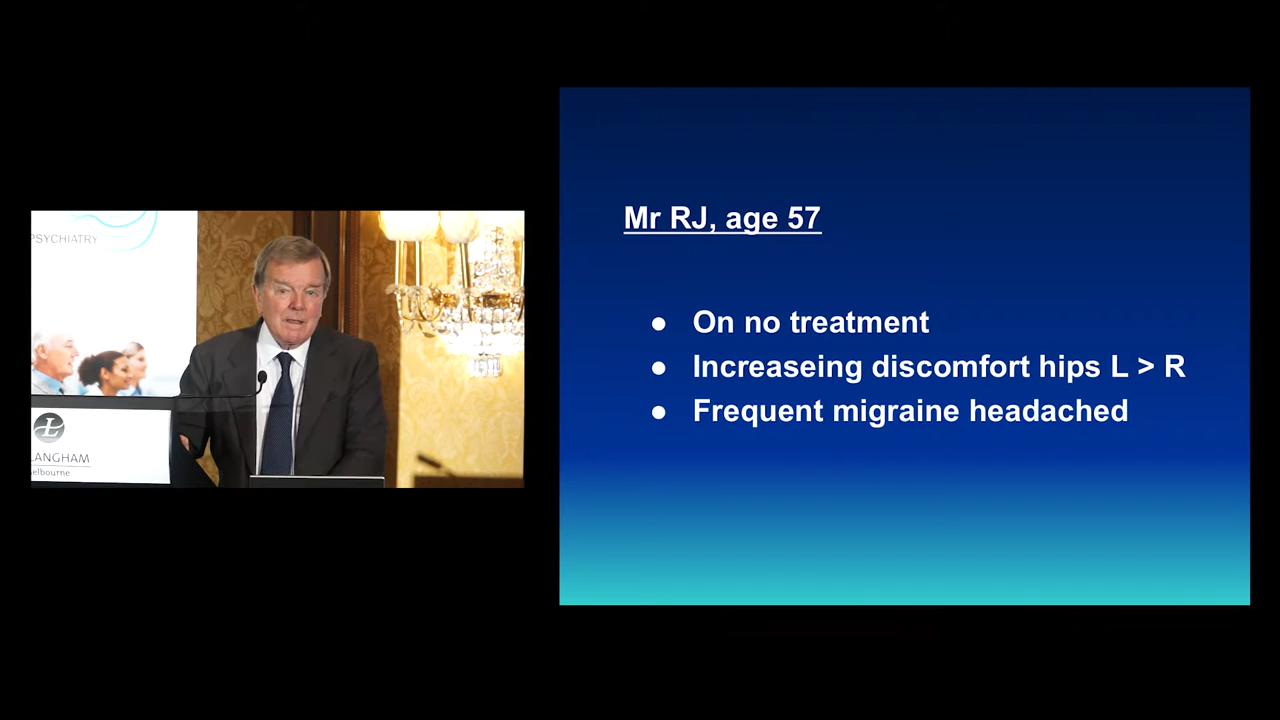 PSYCHIATRY
L
LANGHAM
elbourne
Mr RJ, age 57
● On no treatment
● Increaseing discomfort hips L > R
● Frequent migraine headached